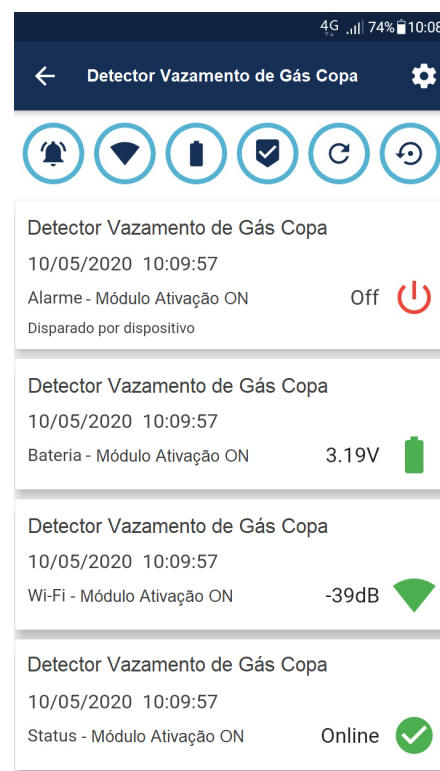 4G 74% 10:08
Detector Vazamento de Gás Copa
Detector Vazamento de Gás Copa
10/05/2020 10:09:57
Alarme - Módulo Ativação ON Off
Disparado por dispositivo
Detector Vazamento de Gás Copa
10/05/2020 10:09:57
Bateria - Módulo Ativação ON 3.19V
Detector Vazamento de Gás Copa
10/05/2020 10:09:57
Wi-Fi - Módulo Ativação ON -39dB
Detector Vazamento de Gás Copa
10/05/2020 10:09:57
Status - Módulo Ativação ON Online